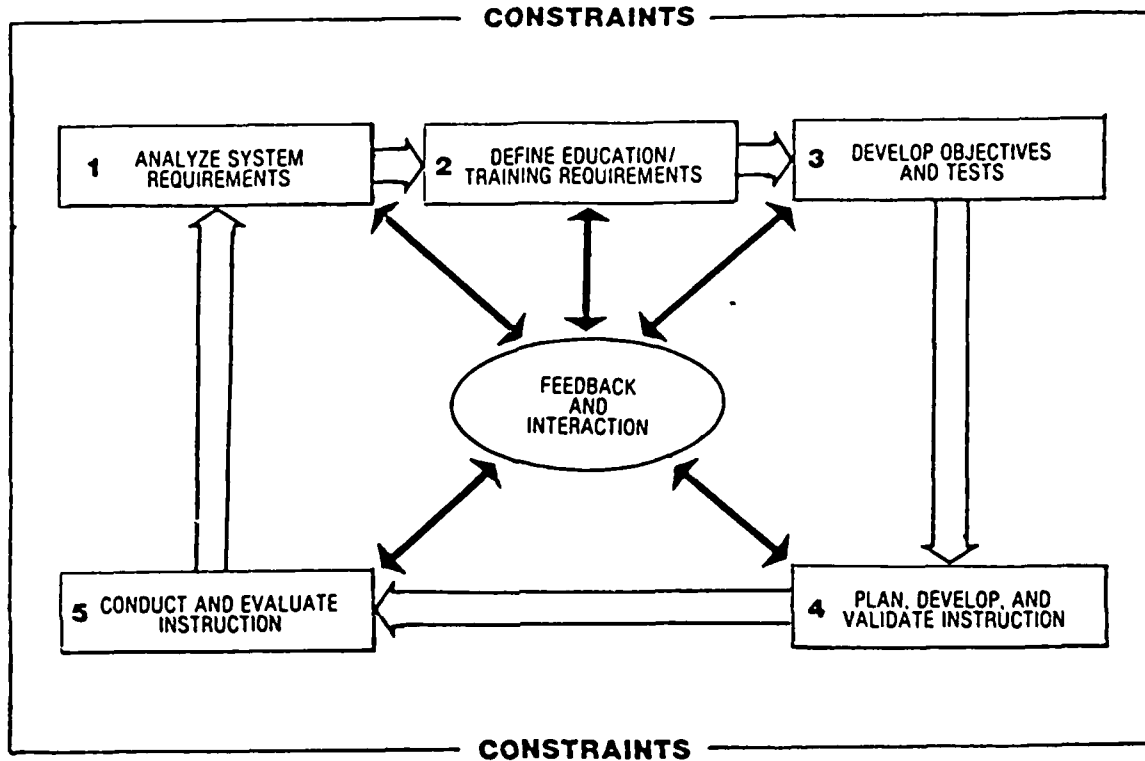 CONSTRAINTS
1 ANALYZE SYSTEM
REQUIREMENTS
2 DEFINE EDUCATION/
TRAINING REQUIREMENTS
3 DEVELOP OBJECTIVES
AND TESTS
FEEDBACK
AND
INTERACTION
5 CONDUCT AND EVALUATE
INSTRUCTION
4 PLAN, DEVELOP, AND
VALIDATE INSTRUCTION
CONSTRAINTS